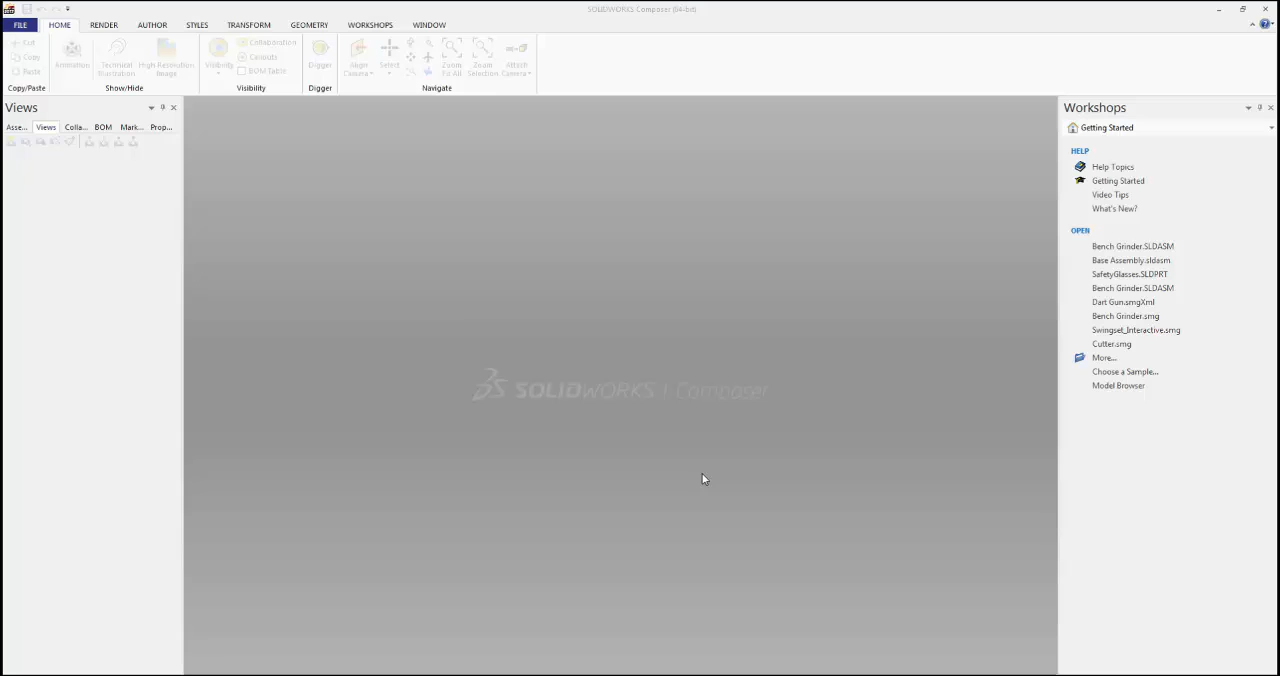 SOLIDWORKS Composer (64-bit)
FILE HOME RENDER AUTHOR STYLES TRANSFORM GEOMETRY WORKSHOPS WINDOW
Cut
Copy
Paste
Animation
Technical Illustration
High Resolution Image
Visibility
Collaboration
Callouts
BOM Table
Digger
Align Camera
Select
Zoom Fit All
Zoom Selection
Attach Camera
Copy/Paste Show/Hide Visibility Digger Navigate
Views
Asse... Views Colla... BOM Mark... Prop...
SOLIDWORKS | Composer
Workshops
Getting Started
HELP
Help Topics
Getting Started
Video Tips
What's New?
OPEN
Bench Grinder.SLDASM
Base Assembly.sldasm
SafetyGlasses.SLDPRT
Bench Grinder.SLDASM
Dart Gun.smgXml
Bench Grinder.smg
Swingset_Interactive.smg
Cutter.smg
More...
Choose a Sample...
Model Browser